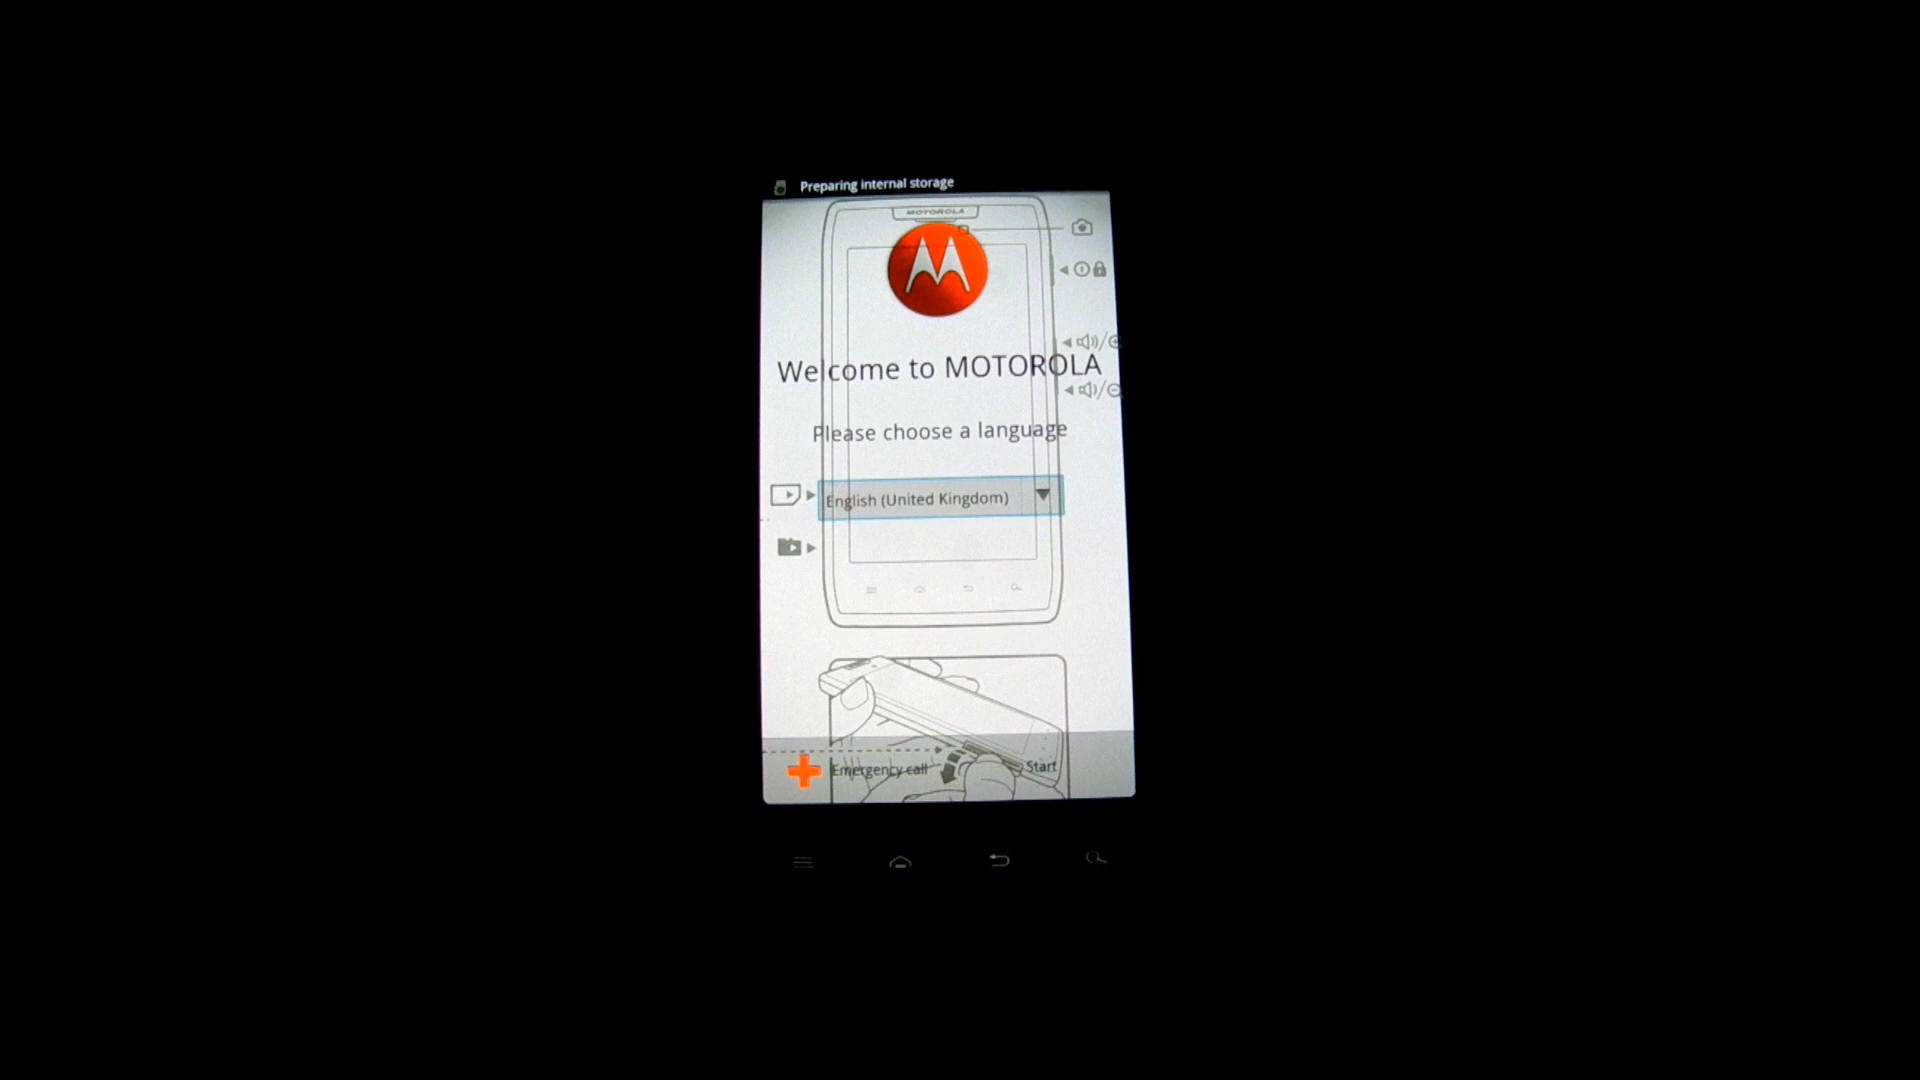 Preparing internal storage
MOTOROLA
Welcome to MOTOROLA
Please choose a language
English (United Kingdom)
Emergency call
Start